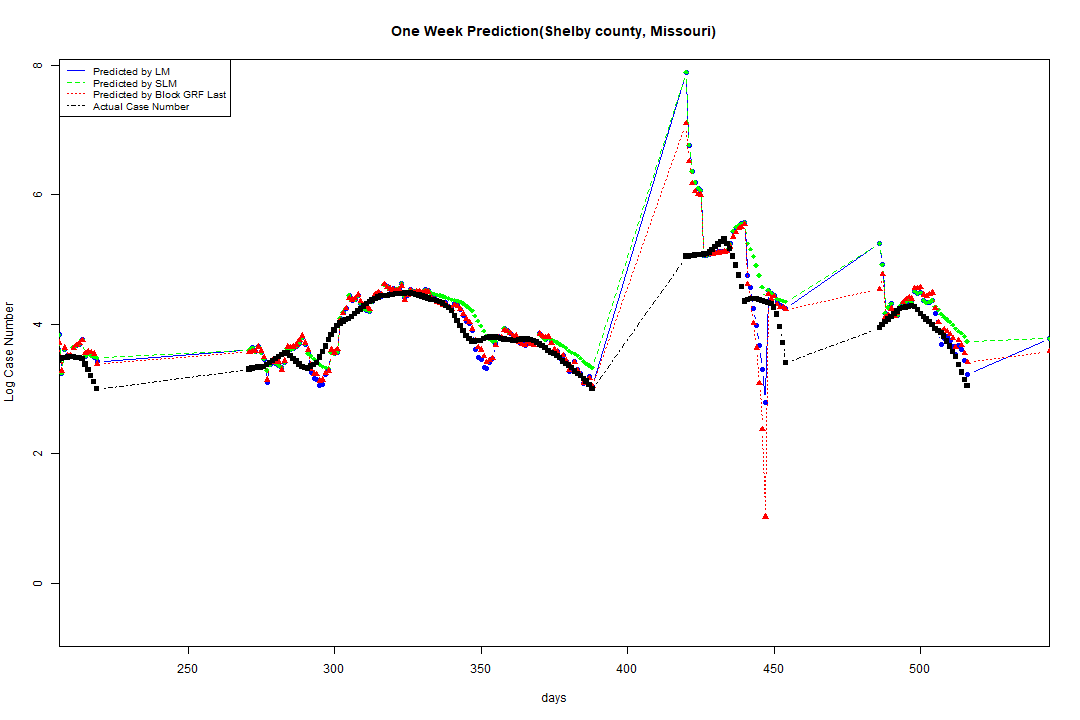 One Week Prediction(Shelby county, Missouri)
Predicted by LM
Predicted by SLM
Predicted by Block GRF Last
Actual Case Number
Log Case Number
8
6
4
2
0
250 300 350 400 450 500
days